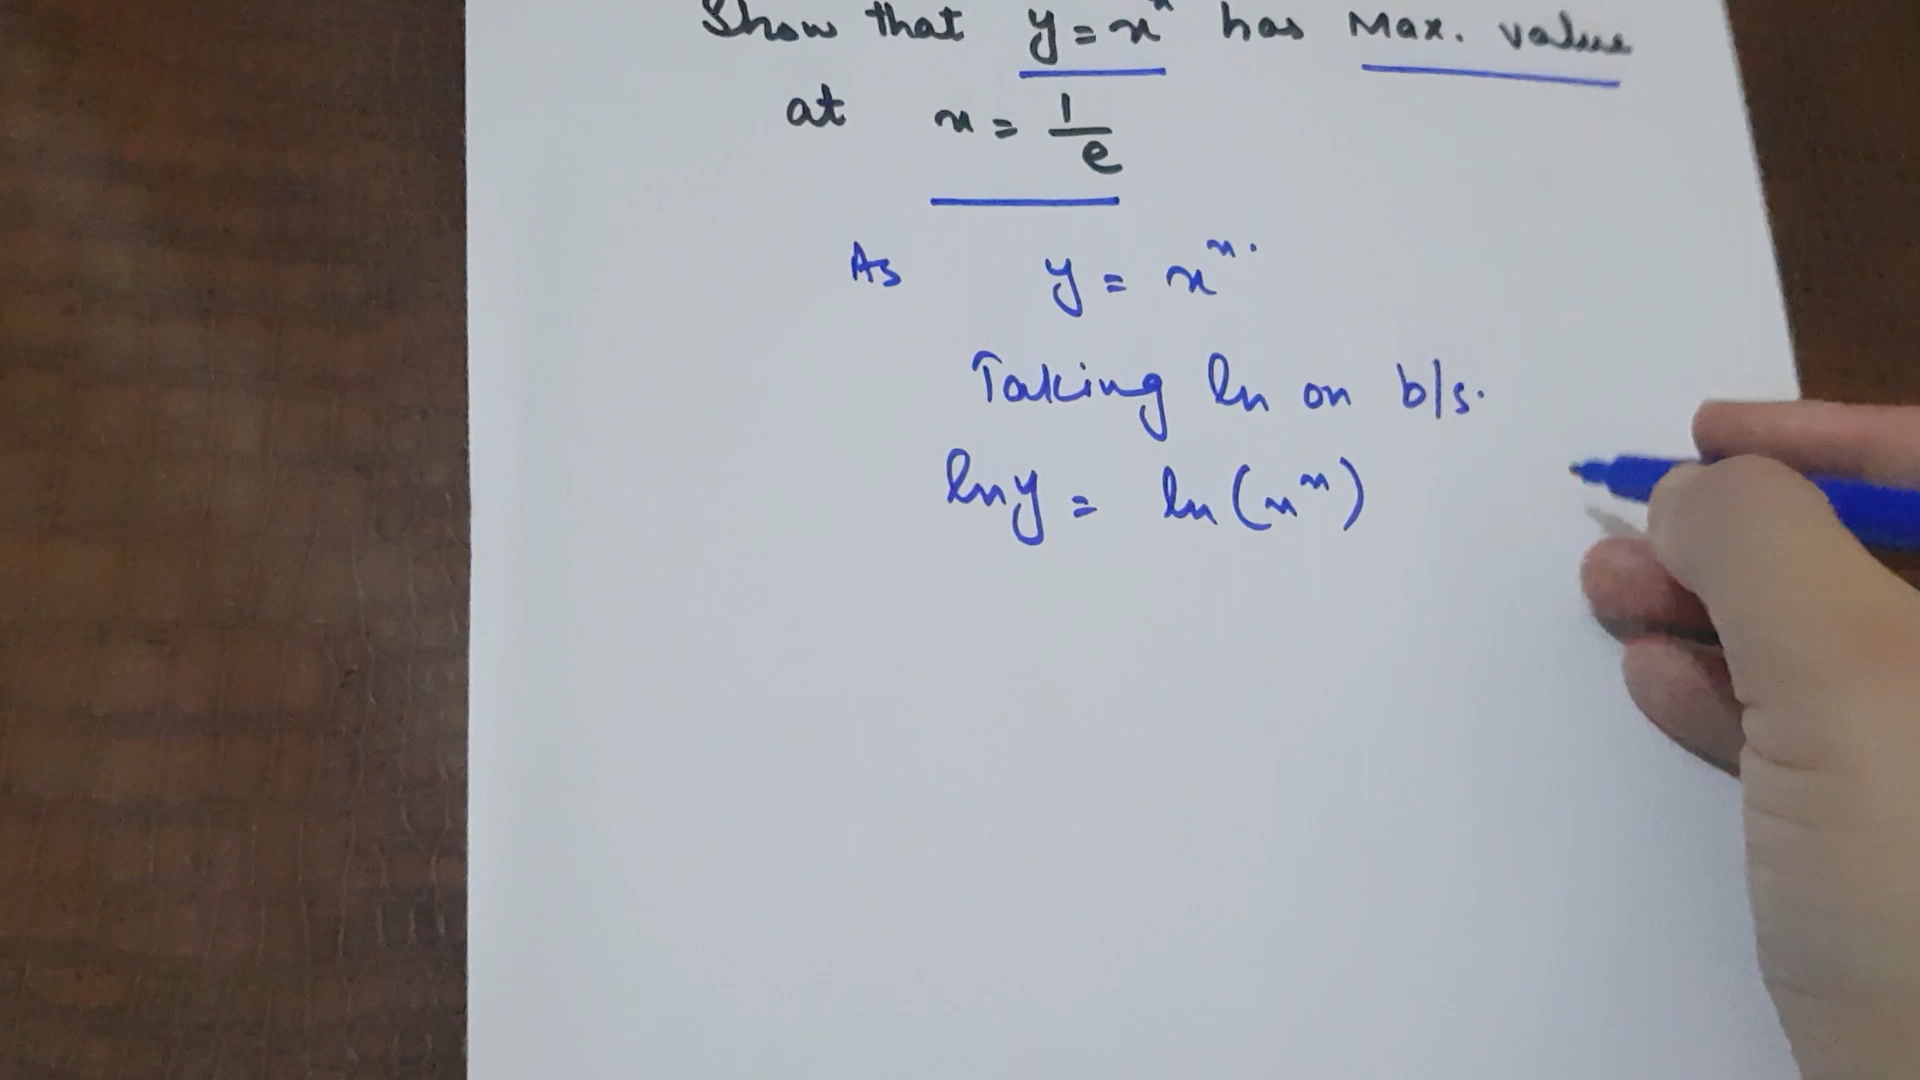 Show that y = x^x has Max. value
at x = 1/e
As y = x^x.
Taking ln on b/s.
ln y = ln (x^x)